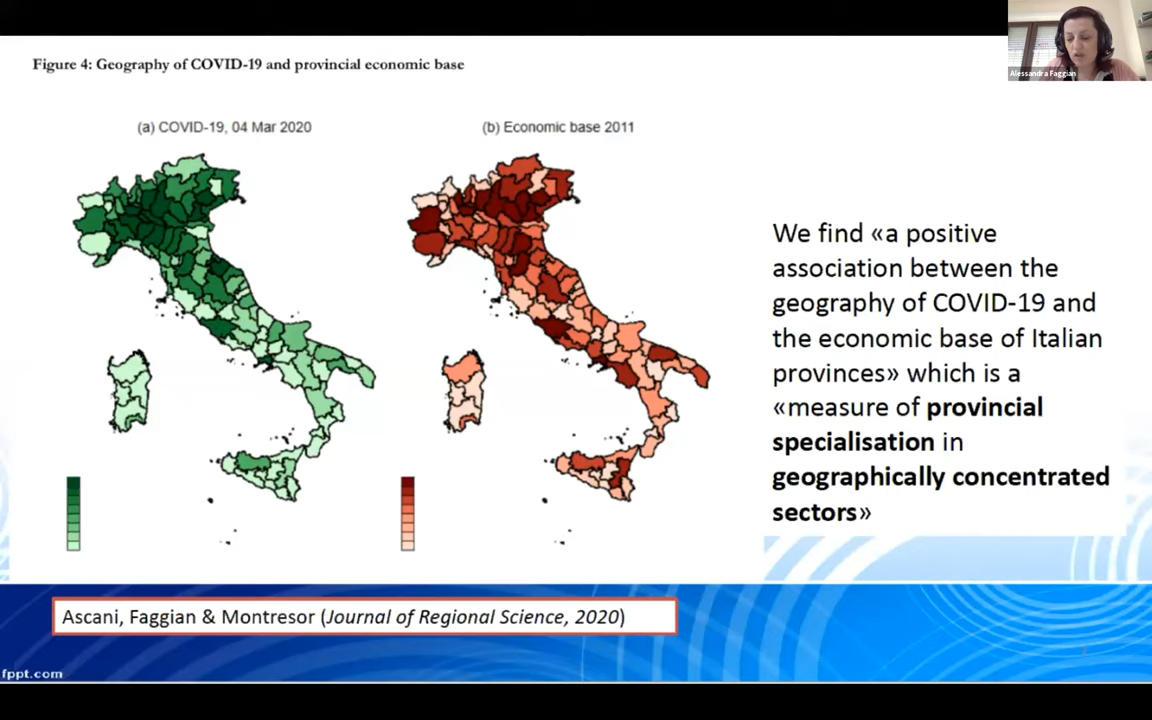 Alessandra Faggian
Figure 4: Geography of COVID-19 and provincial economic base
(a) COVID-19, 04 Mar 2020
(b) Economic base 2011
We find «a positive
association between the
geography of COVID-19 and
the economic base of Italian
provinces» which is a
«measure of provincial
specialisation in
geographically concentrated
sectors»
Ascani, Faggian & Montresor (Journal of Regional Science, 2020)
fppt.com